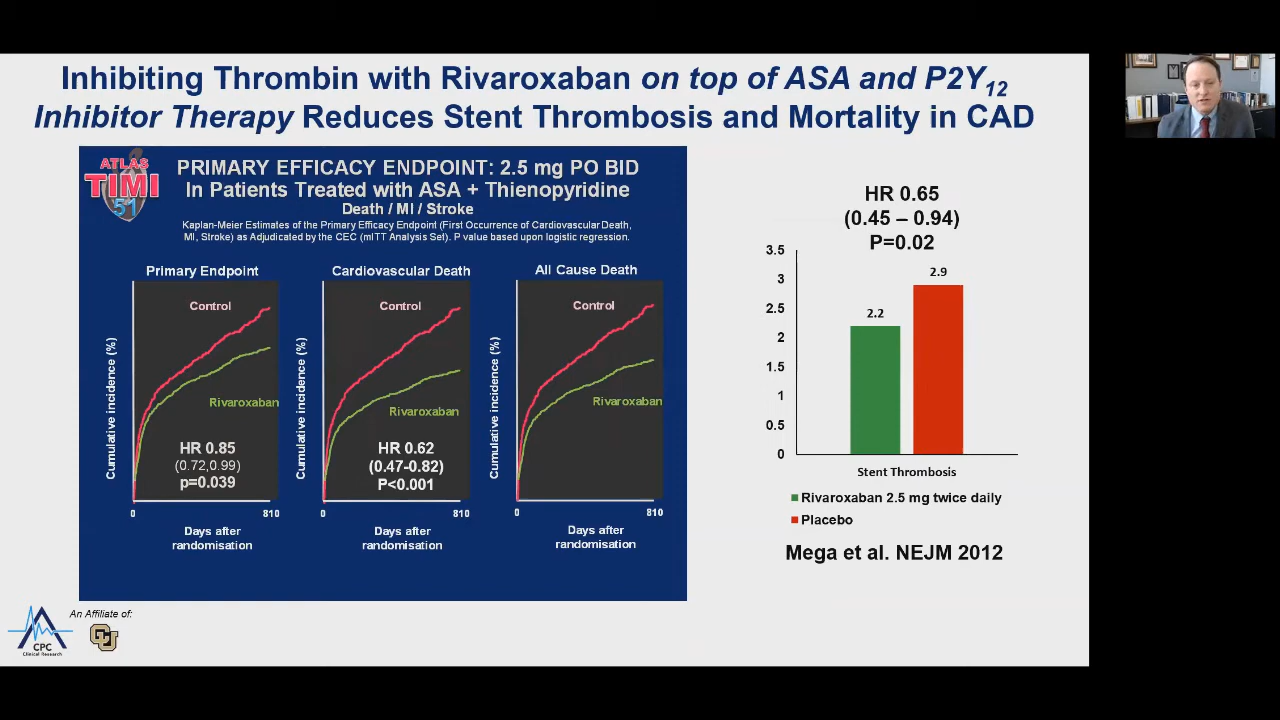 Inhibiting Thrombin with Rivaroxaban on top of ASA and P2Y12
Inhibitor Therapy Reduces Stent Thrombosis and Mortality in CAD
ATLAS
TIMI
51
PRIMARY EFFICACY ENDPOINT: 2.5 mg PO BID
In Patients Treated with ASA + Thienopyridine
Death / MI / Stroke
Kaplan-Meier Estimates of the Primary Efficacy Endpoint (First Occurrence of Cardiovascular Death,
MI, Stroke) as Adjudicated by the CEC (mITT Analysis Set). P value based upon logistic regression.
Primary Endpoint
Cumulative incidence (%)
Control
Rivaroxaban
HR 0.85
(0.72,0.99)
p=0.039
0
810
Days after
randomisation
Cardiovascular Death
Cumulative incidence (%)
Control
Rivaroxaban
HR 0.62
(0.47-0.82)
P<0.001
0
810
Days after
randomisation
All Cause Death
Cumulative incidence (%)
Control
Rivaroxaban
0
810
Days after
randomisation
HR 0.65
(0.45 – 0.94)
P=0.02
3.5
3
2.5
2
1.5
1
0.5
0
2.2
2.9
Stent Thrombosis
Rivaroxaban 2.5 mg twice daily
Placebo
Mega et al. NEJM 2012
CPC
Clinical Research
An Affiliate of:
CU